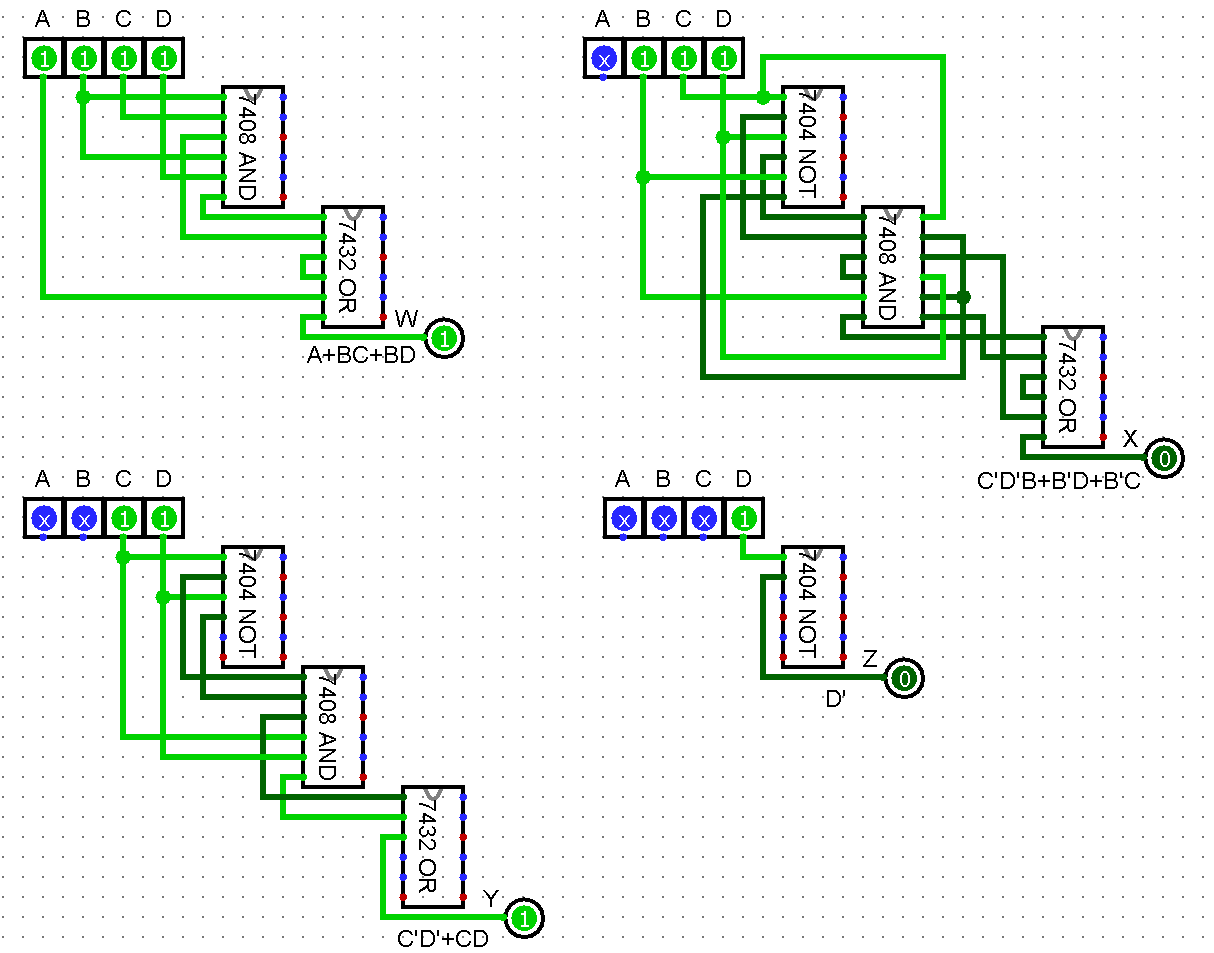 A B C D
1 1 1 1
7408 AND
7432 OR
W
1
A+BC+BD
A B C D
x 1 1 1
7404 NOT
7408 AND
7432 OR
X
0
C'D'B+B'D+B'C
A B C D
x x 1 1
7404 NOT
7408 AND
7432 OR
Y
1
C'D'+CD
A B C D
x x x 1
7404 NOT
Z
0
D'